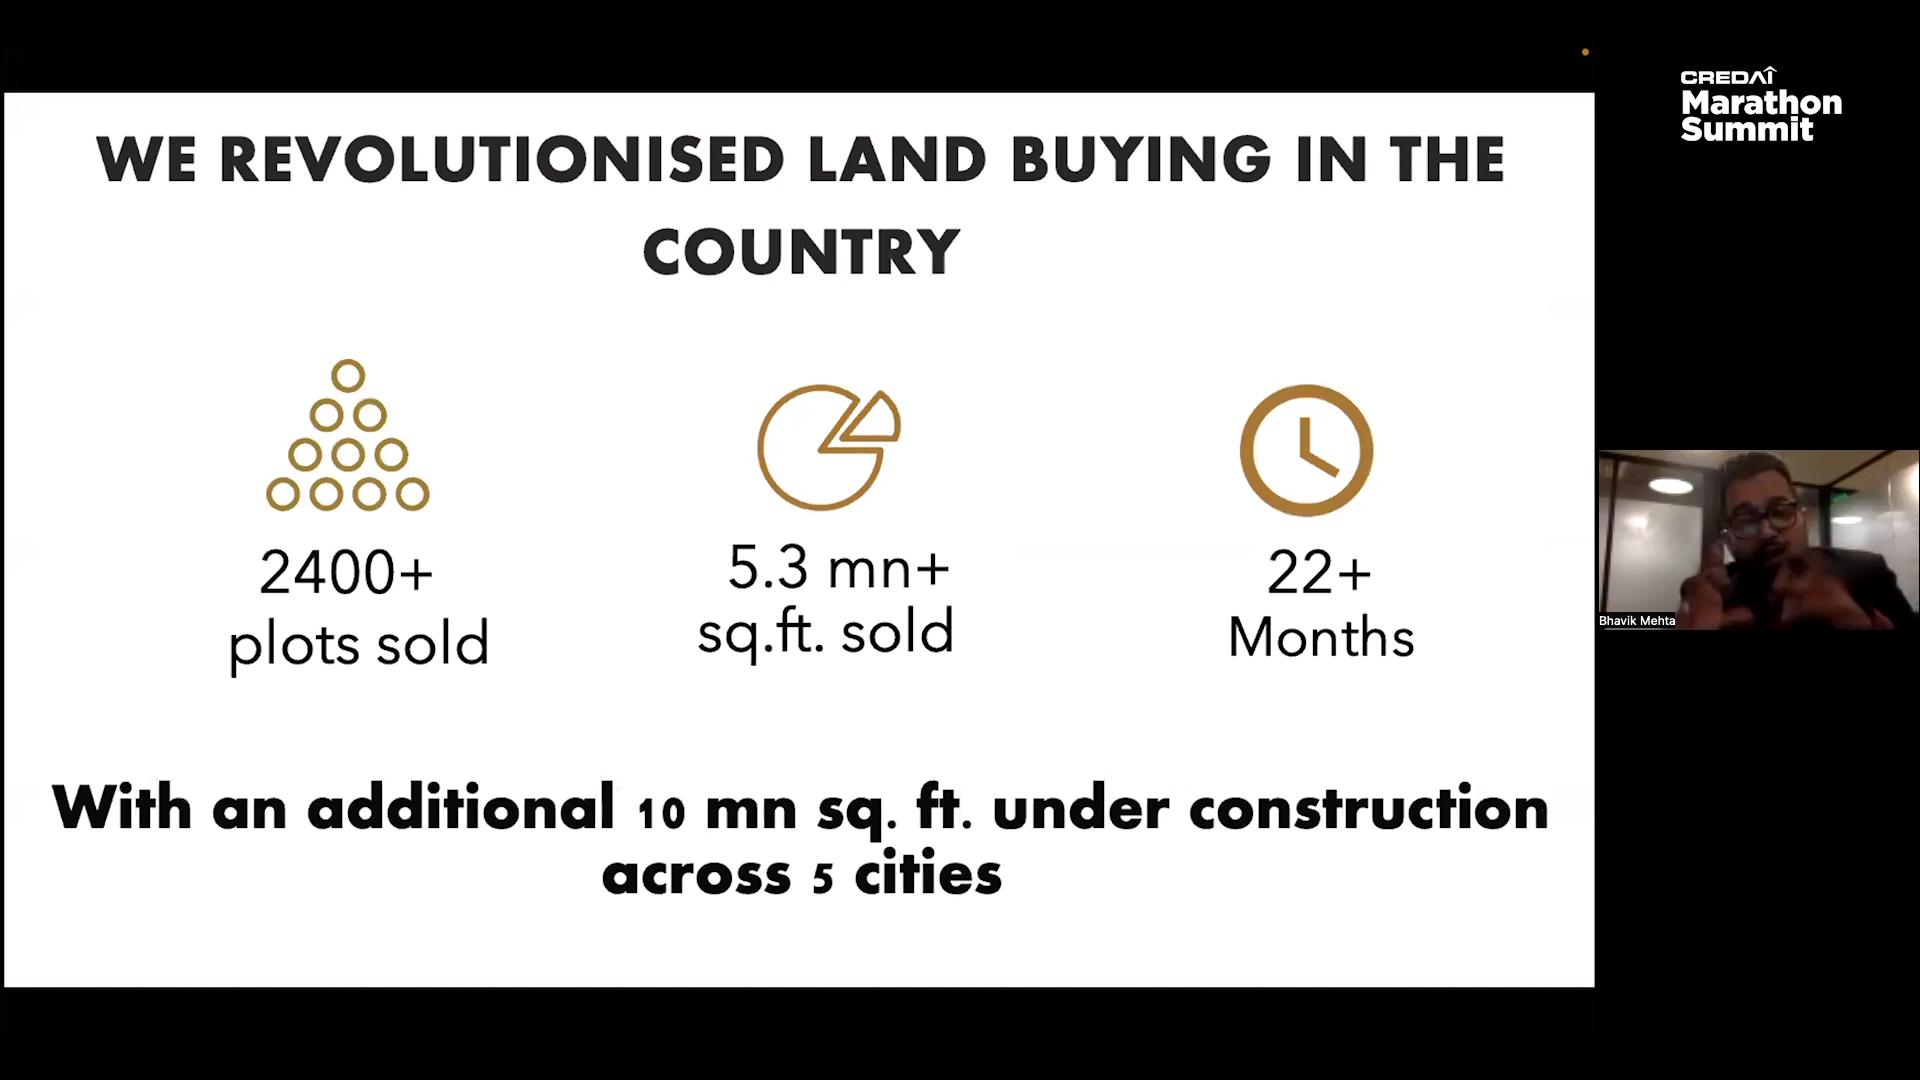 WE REVOLUTIONISED LAND BUYING IN THE
COUNTRY
2400+
plots sold
5.3 mn+
sq.ft. sold
22+
Months
With an additional 10 mn sq. ft. under construction
across 5 cities
CREDAI
Marathon
Summit
Bhavik Mehta